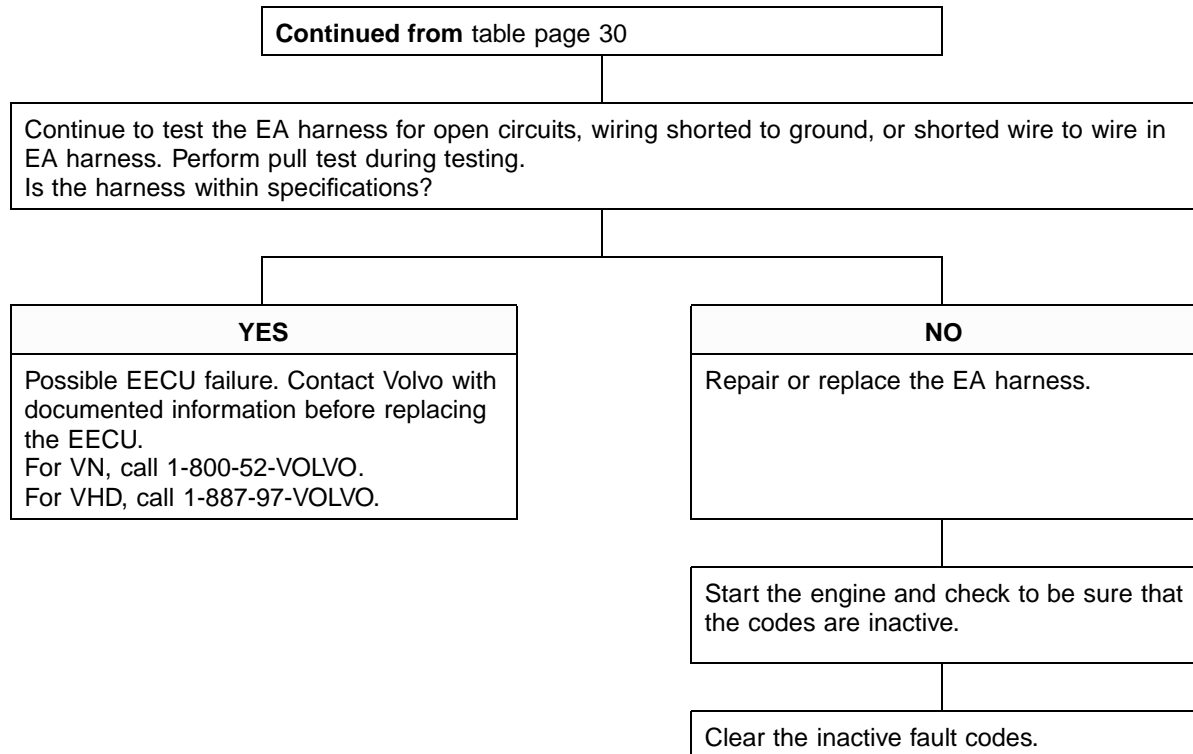 Continued from table page 30
Continue to test the EA harness for open circuits, wiring shorted to ground, or shorted wire to wire in
EA harness. Perform pull test during testing.
Is the harness within specifications?
YES
Possible EECU failure. Contact Volvo with
documented information before replacing
the EECU.
For VN, call 1-800-52-VOLVO.
For VHD, call 1-887-97-VOLVO.
NO
Repair or replace the EA harness.
Start the engine and check to be sure that
the codes are inactive.
Clear the inactive fault codes.